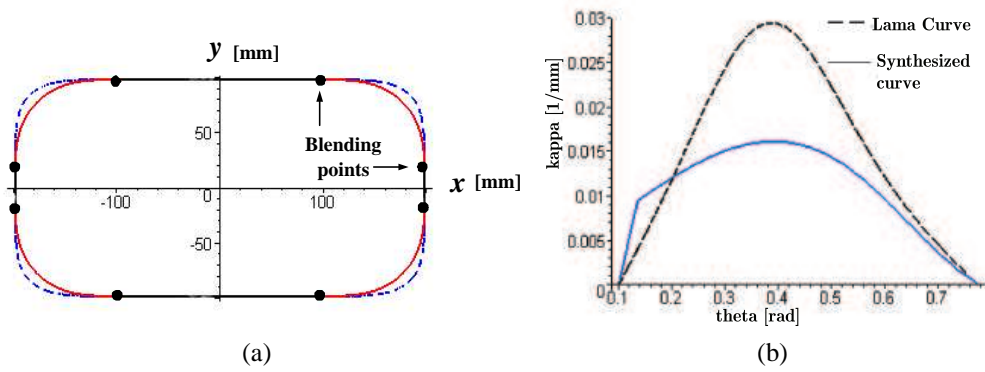 y [mm]
50
Blending
points
x [mm]
-100
0
100
-50
(a)
0.03
0.025
0.02
0.015
0.01
0.005
0
kappa [1/mm]
Lama Curve
Synthesized
curve
0.1 0.2 0.3 0.4 0.5 0.6 0.7
theta [rad]
(b)